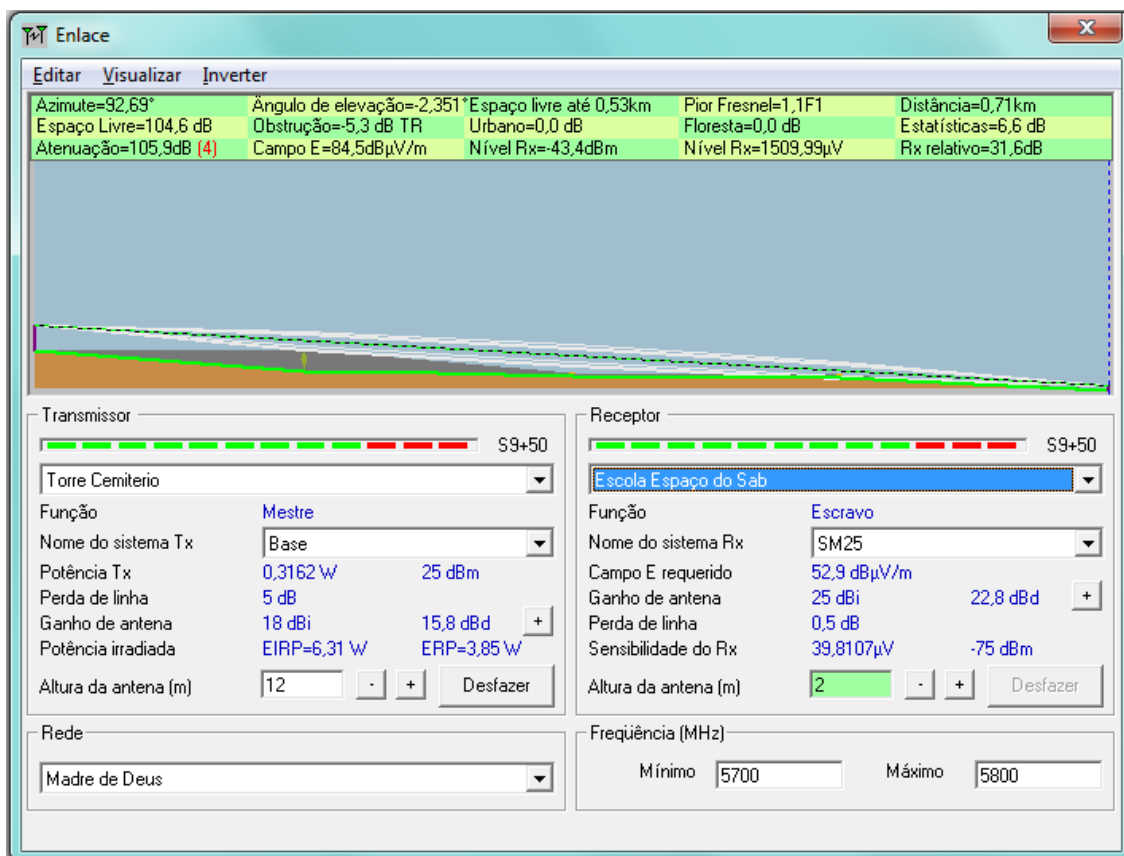 Enlace
X
Editar Visualizar Inverter
Azimute=92,69° Ângulo de elevação=-2,351° Espaço livre até 0,53km Pior Fresnel=1,1F1 Distância=0,71km
Espaço Livre=104,6 dB Obstrução=-5,3 dB TR Urbano=0,0 dB Floresta=0,0 dB Estatísticas=6,6 dB
Atenuação=105,9dB (4) Campo E=84,5dBµV/m Nível Rx=-43,4dBm Nível Rx=1509,99µV Rx relativo=31,6dB
Transmissor
S9+50
Torre Cemiterio
Função Mestre
Nome do sistema Tx Base
Potência Tx 0,3162 W 25 dBm
Perda de linha 5 dB
Ganho de antena 18 dBi 15,8 dBd +
Potência irradiada EIRP=6,31 W ERP=3,85 W
Altura da antena (m) 12 - + Desfazer
Rede
Madre de Deus
Receptor
S9+50
Escola Espaço do Sab
Função Escravo
Nome do sistema Rx SM25
Campo E requerido 52,9 dBµV/m
Ganho de antena 25 dBi 22,8 dBd +
Perda de linha 0,5 dB
Sensibilidade do Rx 39,8107µV -75 dBm
Altura da antena (m) 2 - + Desfazer
Freqüência (MHz)
Mínimo 5700 Máximo 5800